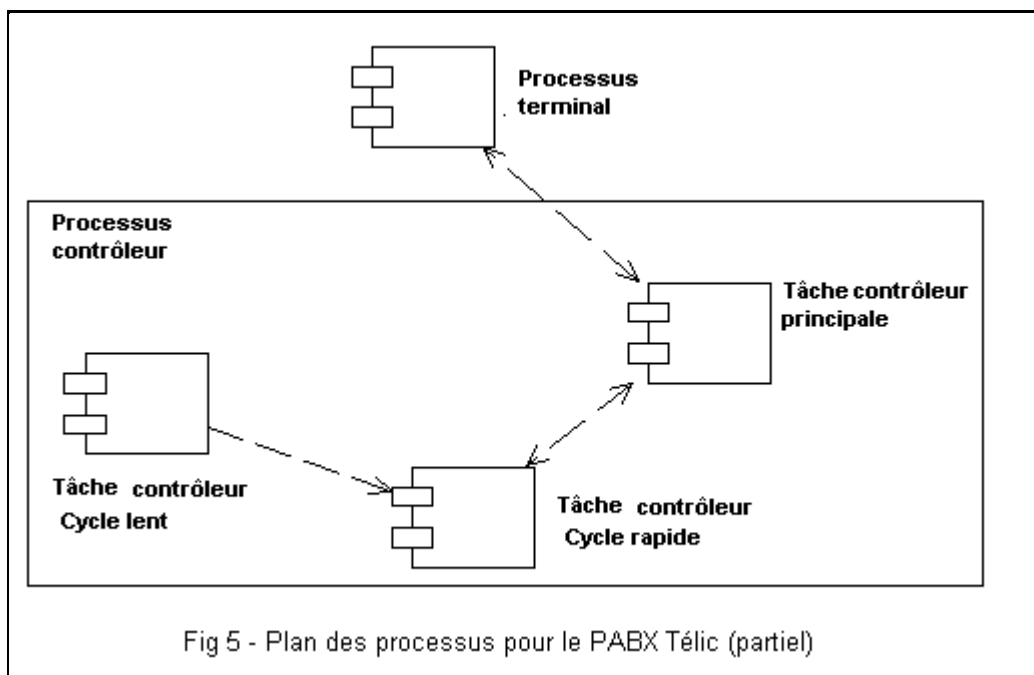 Processus
terminal
Processus
contrôleur
Tâche contrôleur
principale
Tâche contrôleur
Cycle lent
Tâche contrôleur
Cycle rapide
Fig 5 - Plan des processus pour le PABX Télic (partiel)